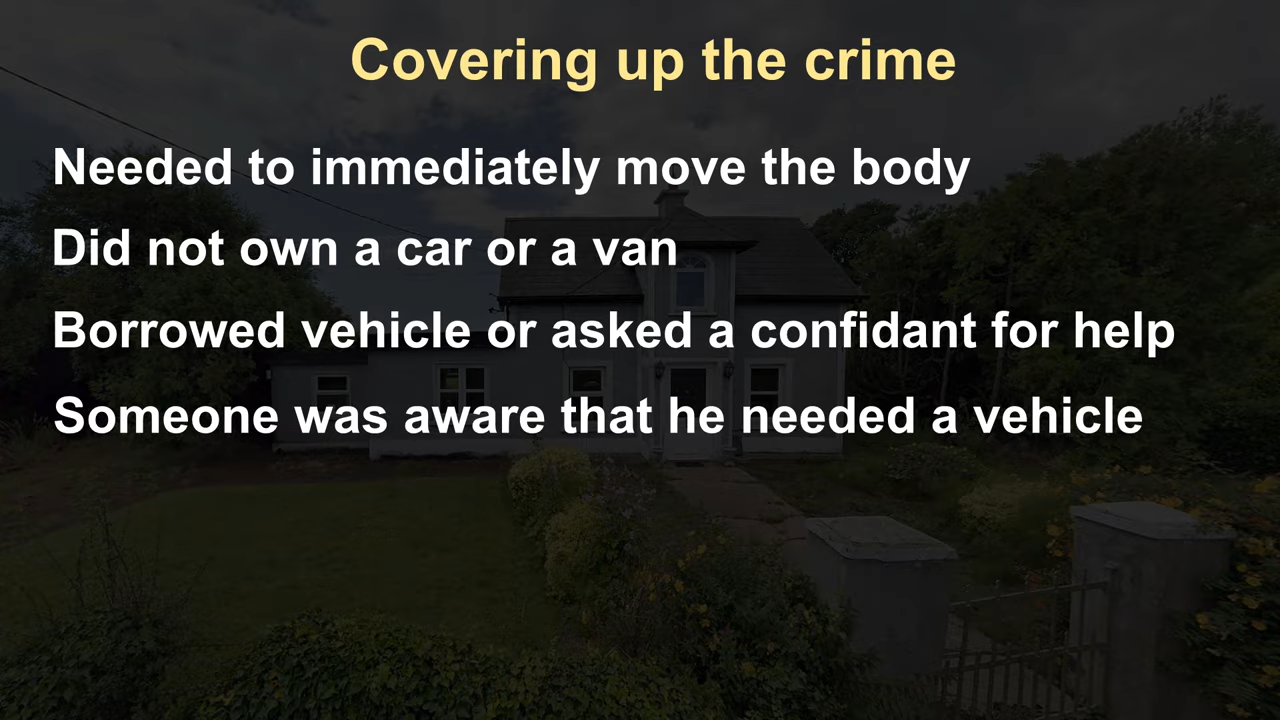 Covering up the crime
Needed to immediately move the body
Did not own a car or a van
Borrowed vehicle or asked a confidant for help
Someone was aware that he needed a vehicle